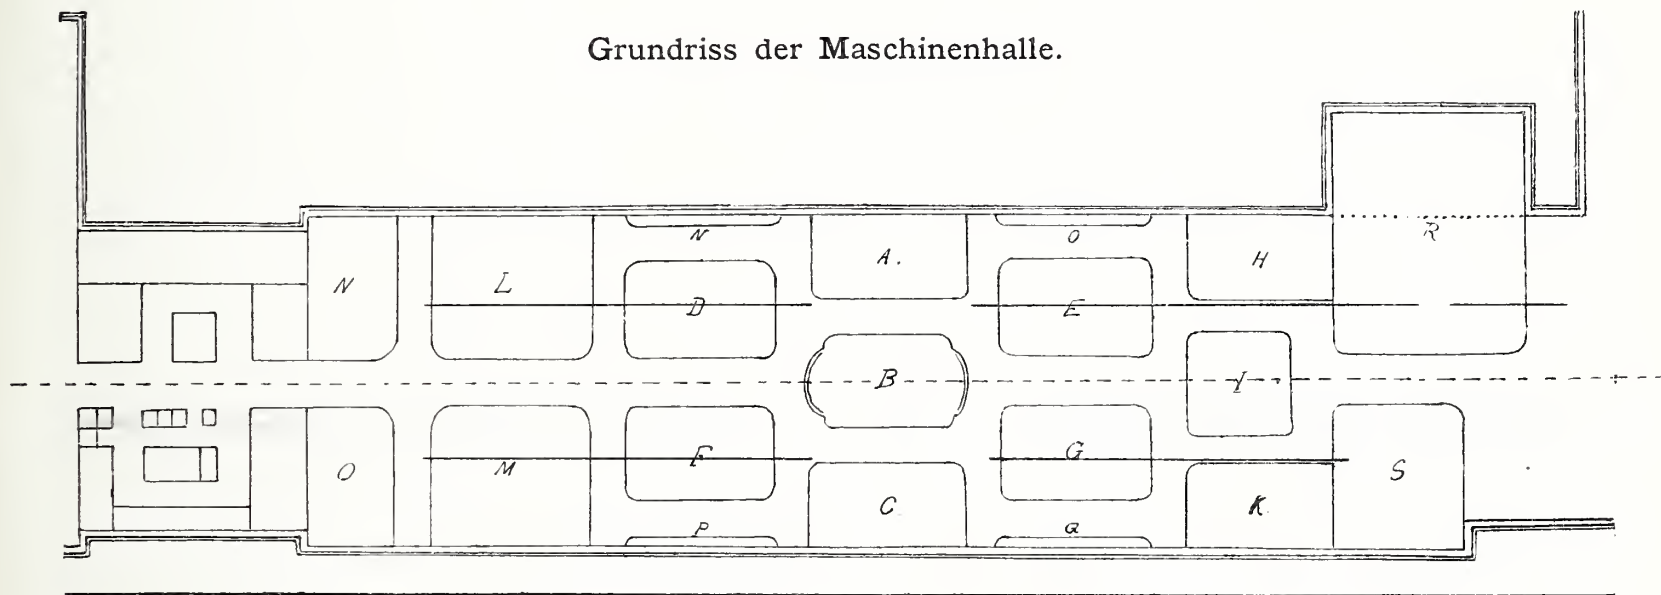 Grundriss der Maschinenhalle.
N O
R
A. H
N L
D E
B I
G
O M F S
C K
P Q